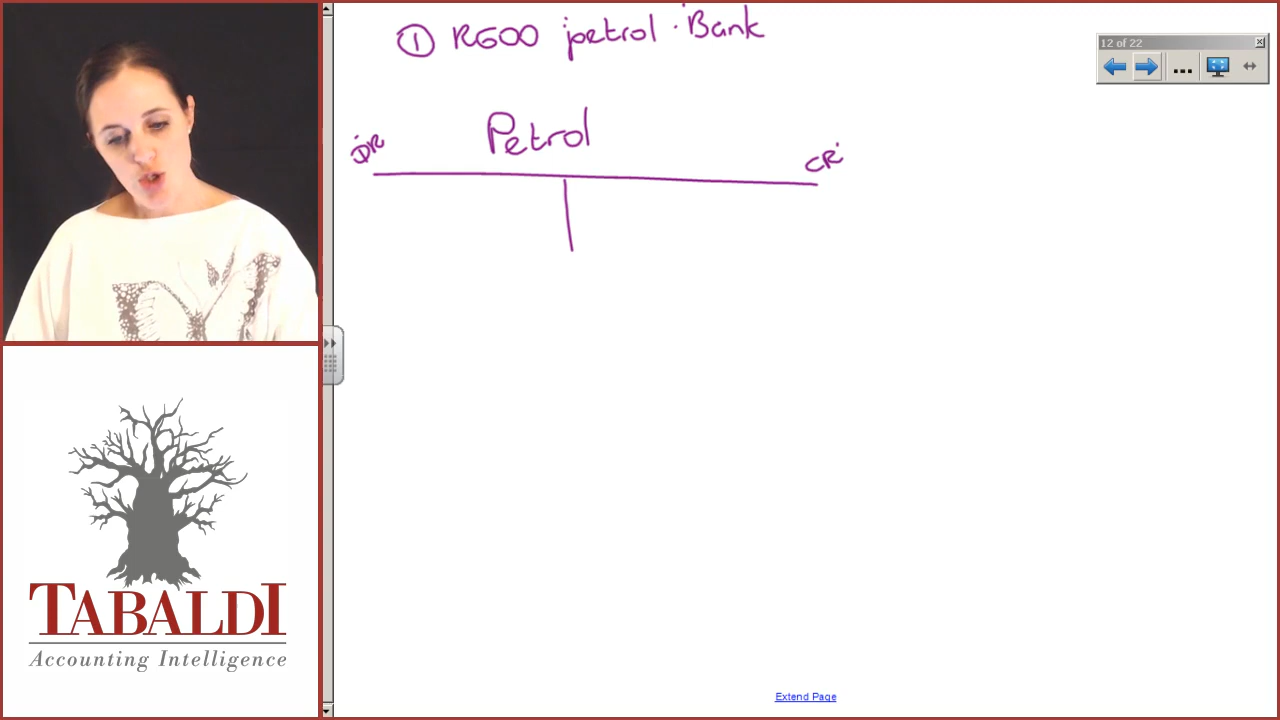 ① R600 petrol · Bank
12 of 22
Petrol
DR
CR
TABALDI
Accounting Intelligence
Extend Page